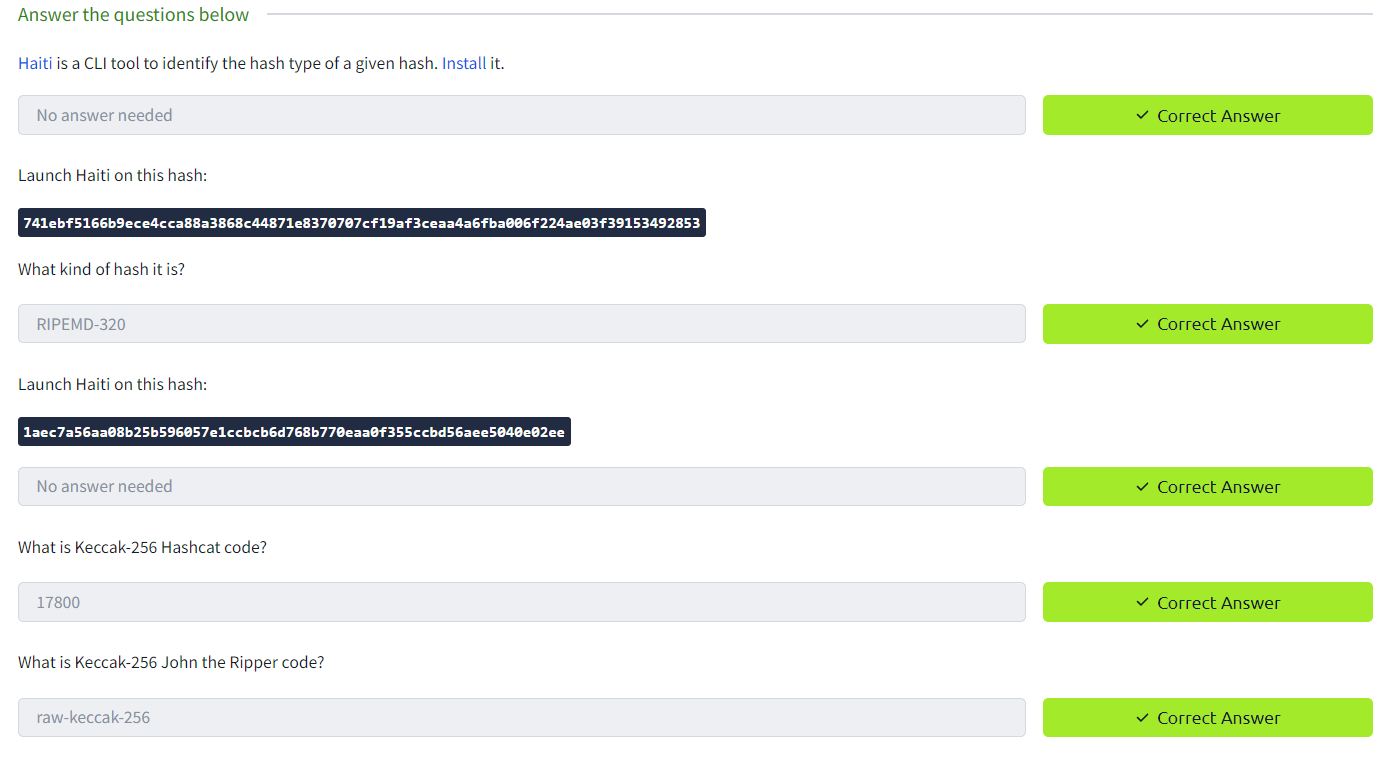 Answer the questions below
Haiti is a CLI tool to identify the hash type of a given hash. Install it.
No answer needed
✓ Correct Answer
Launch Haiti on this hash:
741ebf5166b9ece4cca88a3868c44871e8370707cf19af3ceaa4a6fba006f224ae03f39153492853
What kind of hash it is?
RIPEMD-320
✓ Correct Answer
Launch Haiti on this hash:
1aec7a56aa08b25b596057e1ccbcb6d768b770eaa0f355ccbd56aee5040e02ee
No answer needed
✓ Correct Answer
What is Keccak-256 Hashcat code?
17800
✓ Correct Answer
What is Keccak-256 John the Ripper code?
raw-keccak-256
✓ Correct Answer